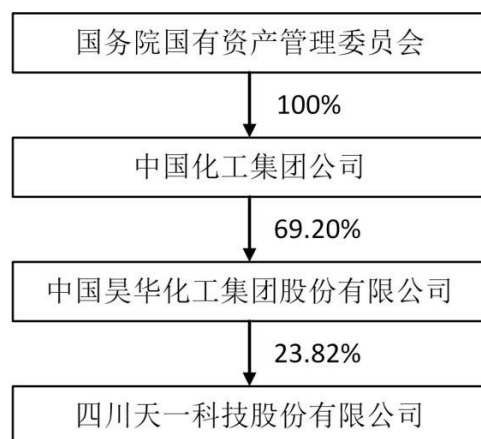 国务院国有资产管理委员会
100%
中国化工集团公司
69.20%
中国昊华化工集团股份有限公司
23.82%
四川天一科技股份有限公司